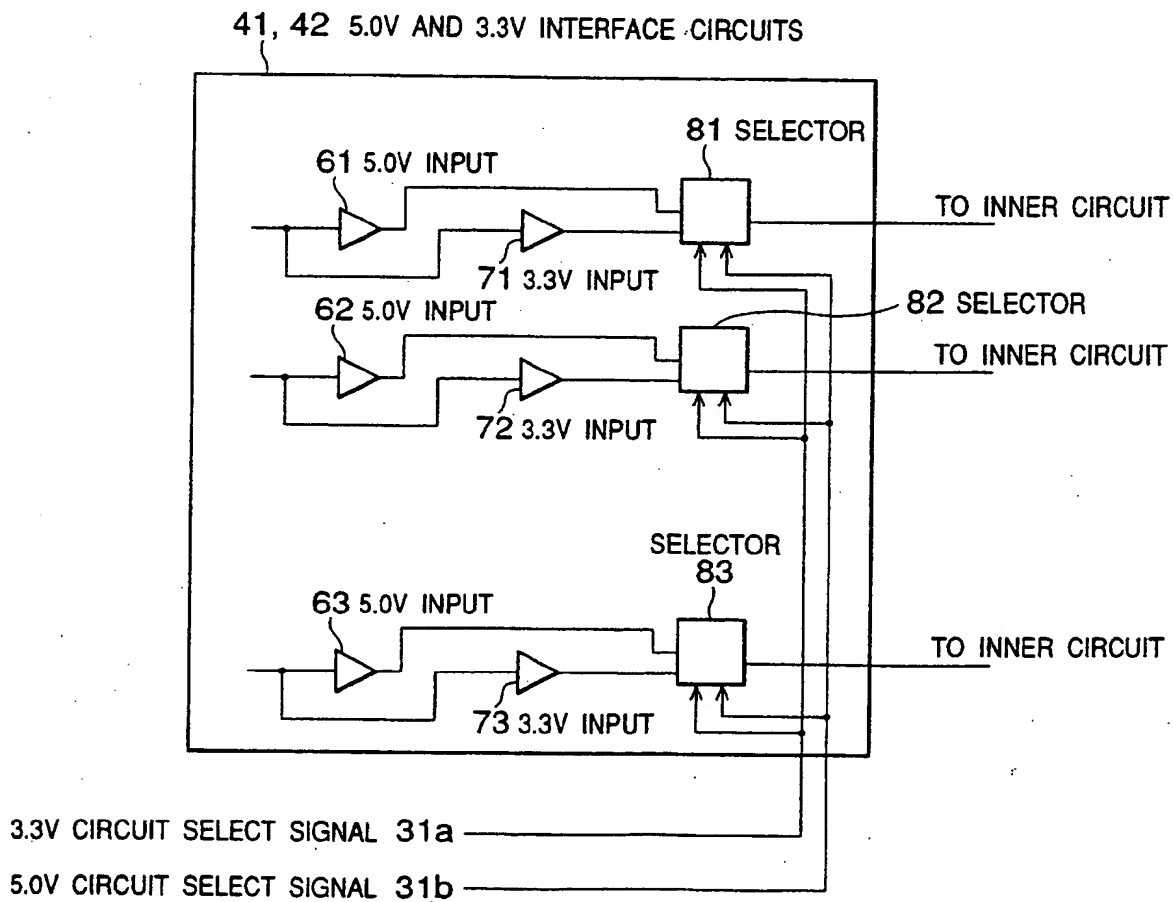 41, 42 5.0V AND 3.3V INTERFACE CIRCUITS
81 SELECTOR
61 5.0V INPUT
TO INNER CIRCUIT
71 3.3V INPUT
62 5.0V INPUT
82 SELECTOR
TO INNER CIRCUIT
72 3.3V INPUT
SELECTOR
83
63 5.0V INPUT
TO INNER CIRCUIT
73 3.3V INPUT
3.3V CIRCUIT SELECT SIGNAL 31a
5.0V CIRCUIT SELECT SIGNAL 31b